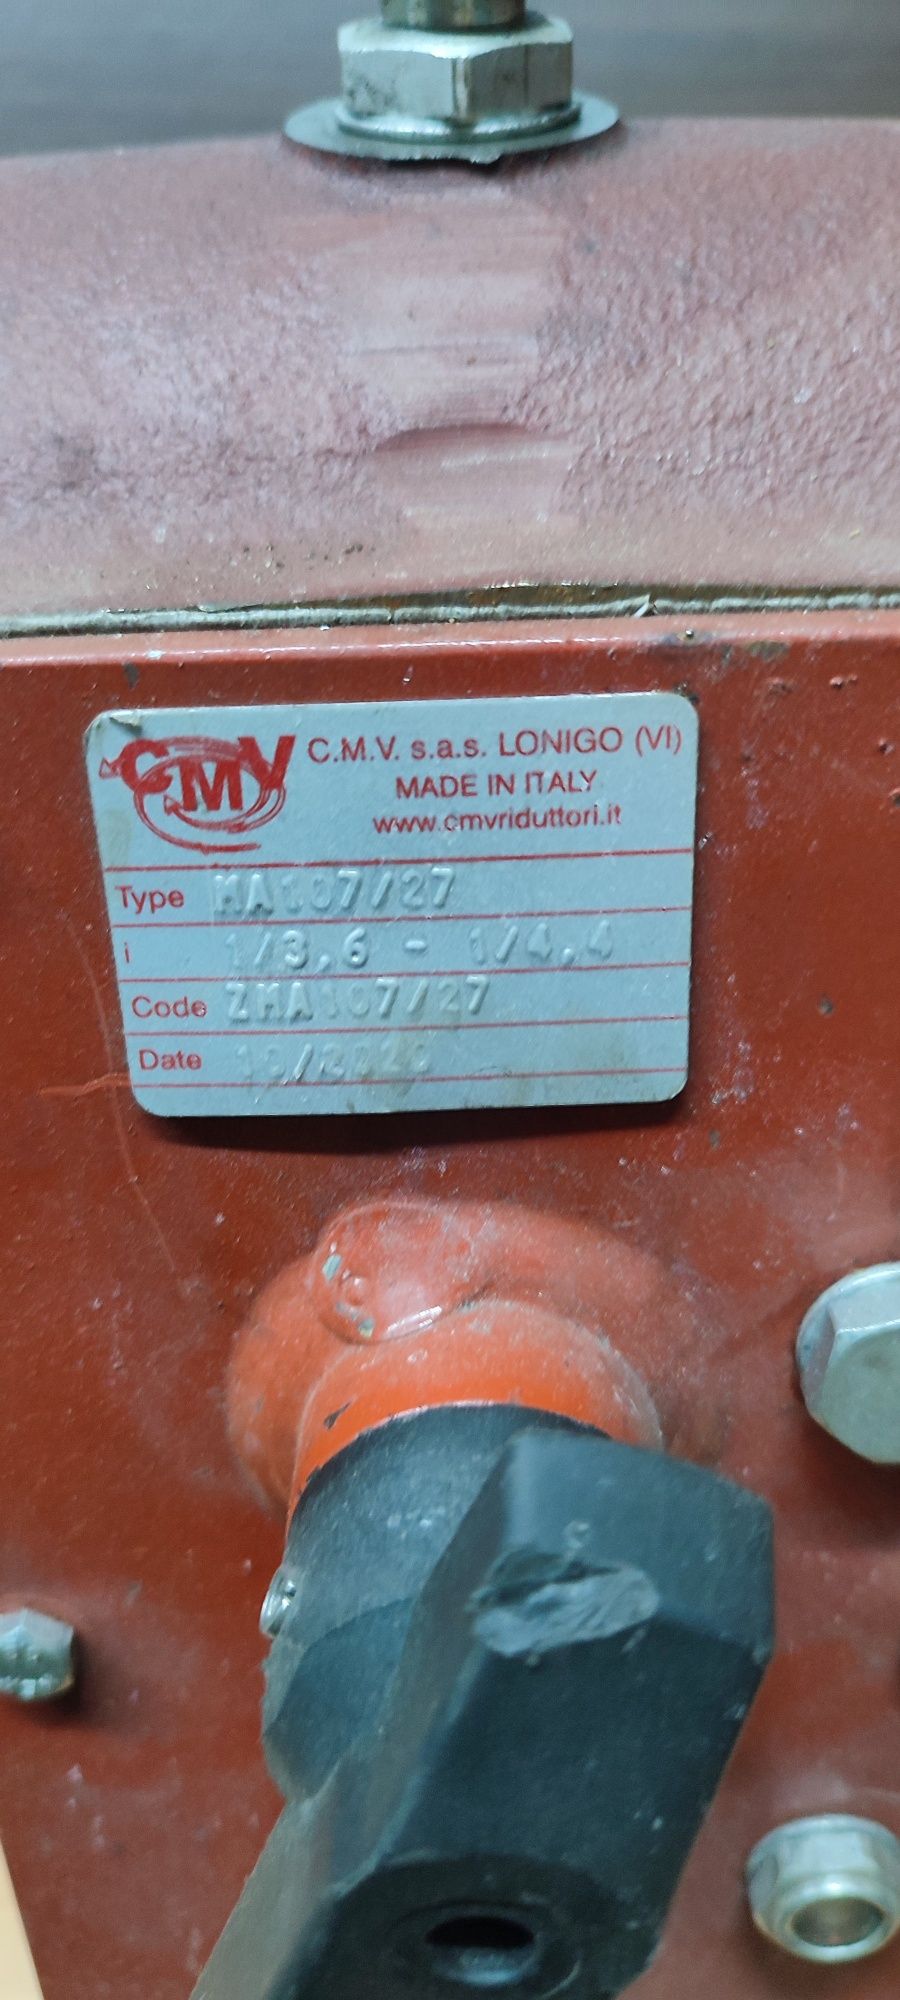 CMV
C.M.V. s.a.s. LONIGO (VI)
MADE IN ITALY
www.cmvriduttori.it
Type MA107/27
i 1/3,6 - 1/4,4
Code ZMA107/27
Date